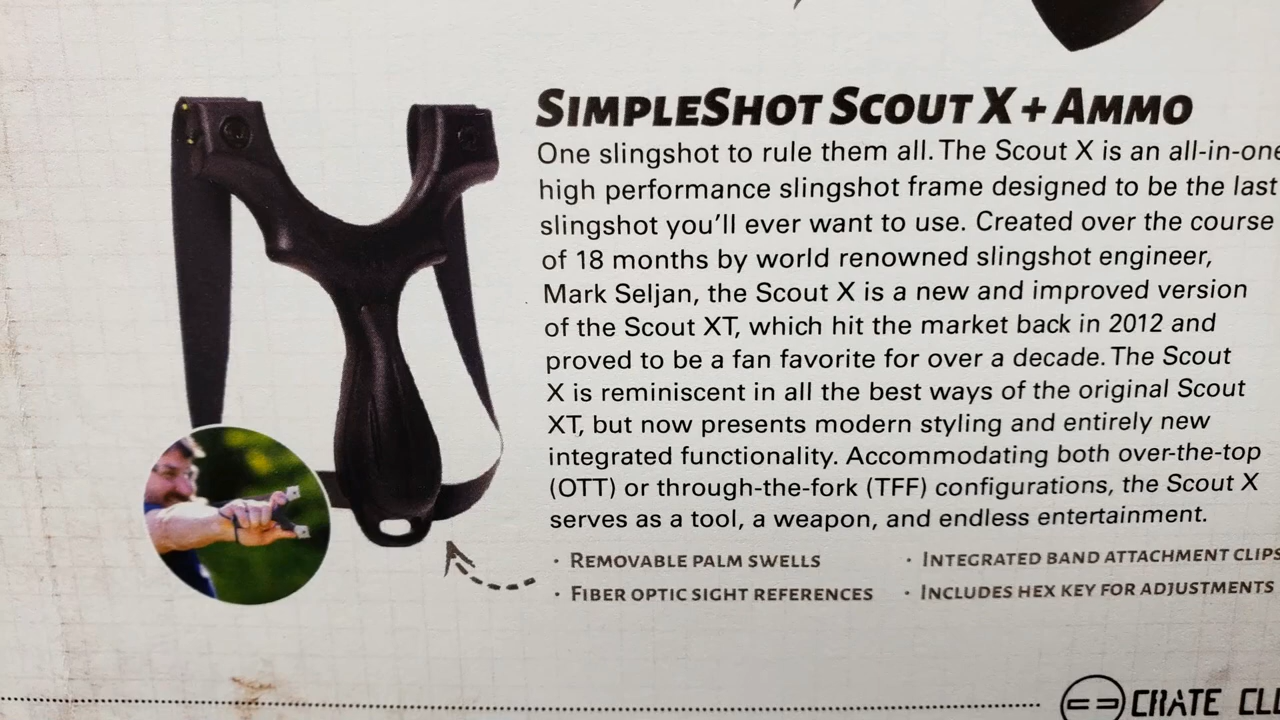 SimpleShot Scout X + Ammo
One slingshot to rule them all. The Scout X is an all-in-one
high performance slingshot frame designed to be the last
slingshot you'll ever want to use. Created over the course
of 18 months by world renowned slingshot engineer,
Mark Seljan, the Scout X is a new and improved version
of the Scout XT, which hit the market back in 2012 and
proved to be a fan favorite for over a decade. The Scout
X is reminiscent in all the best ways of the original Scout
XT, but now presents modern styling and entirely new
integrated functionality. Accommodating both over-the-top
(OTT) or through-the-fork (TFF) configurations, the Scout X
serves as a tool, a weapon, and endless entertainment.
· Removable palm swells
· Fiber optic sight references
· Integrated band attachment clips
· Includes hex key for adjustments
CRATE